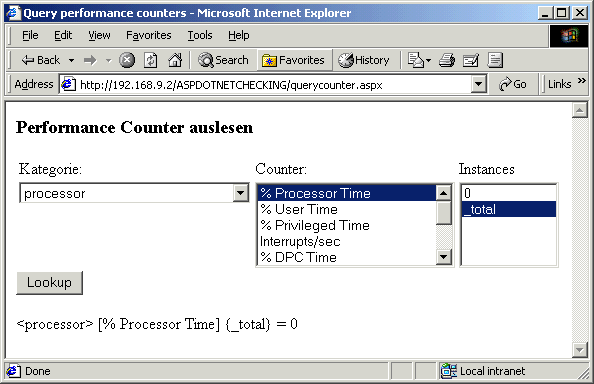 Query performance counters - Microsoft Internet Explorer
File Edit View Favorites Tools Help
Back Search Favorites History
Address http://192.168.9.2/ASPDOTNETCHECKING/querycounter.aspx Go Links »
Performance Counter auslesen
Kategorie: Counter: Instances
processor
% Processor Time
% User Time
% Privileged Time
Interrupts/sec
% DPC Time
0
_total
Lookup
<processor> [% Processor Time] {_total} = 0
Done Local intranet